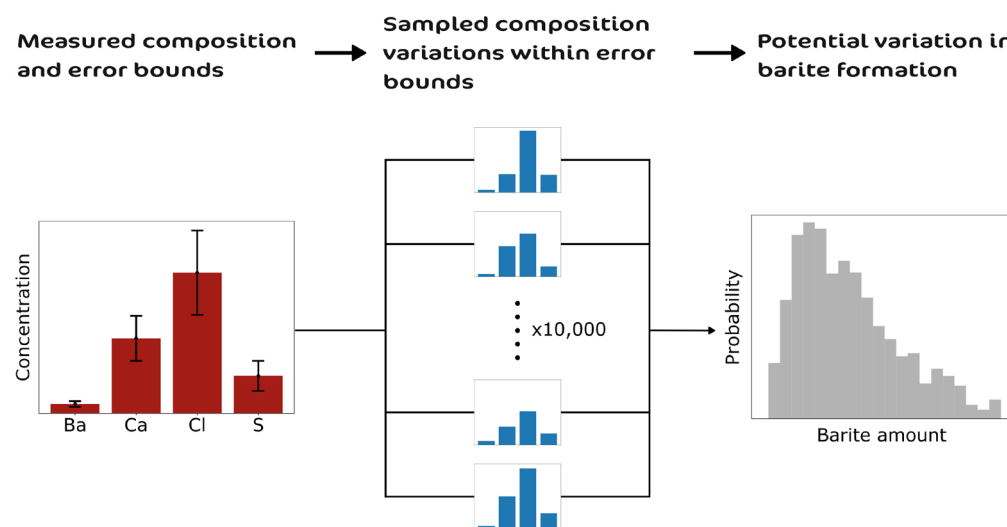 Measured composition
and error bounds
Sampled composition
variations within error
bounds
Potential variation in
barite formation
Concentration
Ba
Ca
Cl
S
x10,000
Probability
Barite amount